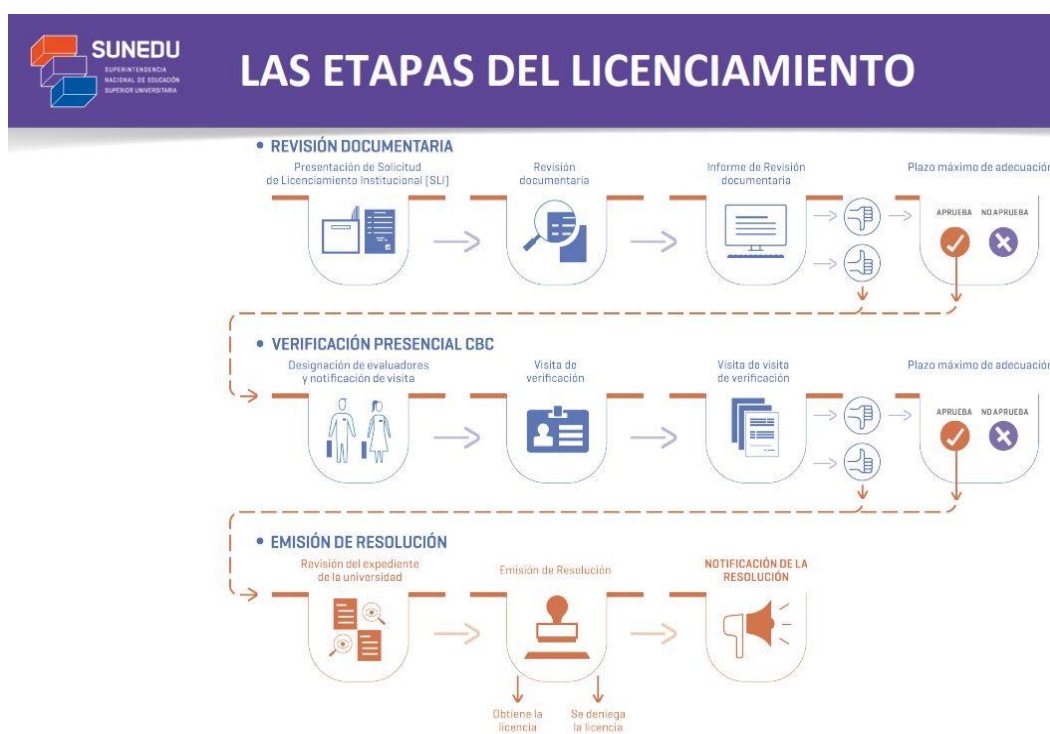 SUNEDU
SUPERINTENDENCIA
NACIONAL DE EDUCACIÓN
SUPERIOR UNIVERSITARIA
LAS ETAPAS DEL LICENCIAMIENTO
• REVISIÓN DOCUMENTARIA
Presentación de Solicitud
de Licenciamiento Institucional [SLI]
Revisión
documentaria
Informe de Revisión
documentaria
Plazo máximo de adecuación
APRUEBA NO APRUEBA
• VERIFICACIÓN PRESENCIAL CBC
Designación de evaluadores
y notificación de visita
Visita de
verificación
Visita de visita
de verificación
Plazo máximo de adecuación
APRUEBA NO APRUEBA
• EMISIÓN DE RESOLUCIÓN
Revisión del expediente
de la universidad
Emisión de Resolución
NOTIFICACIÓN DE LA
RESOLUCIÓN
Obtiene la
licencia
Se deniega
la licencia